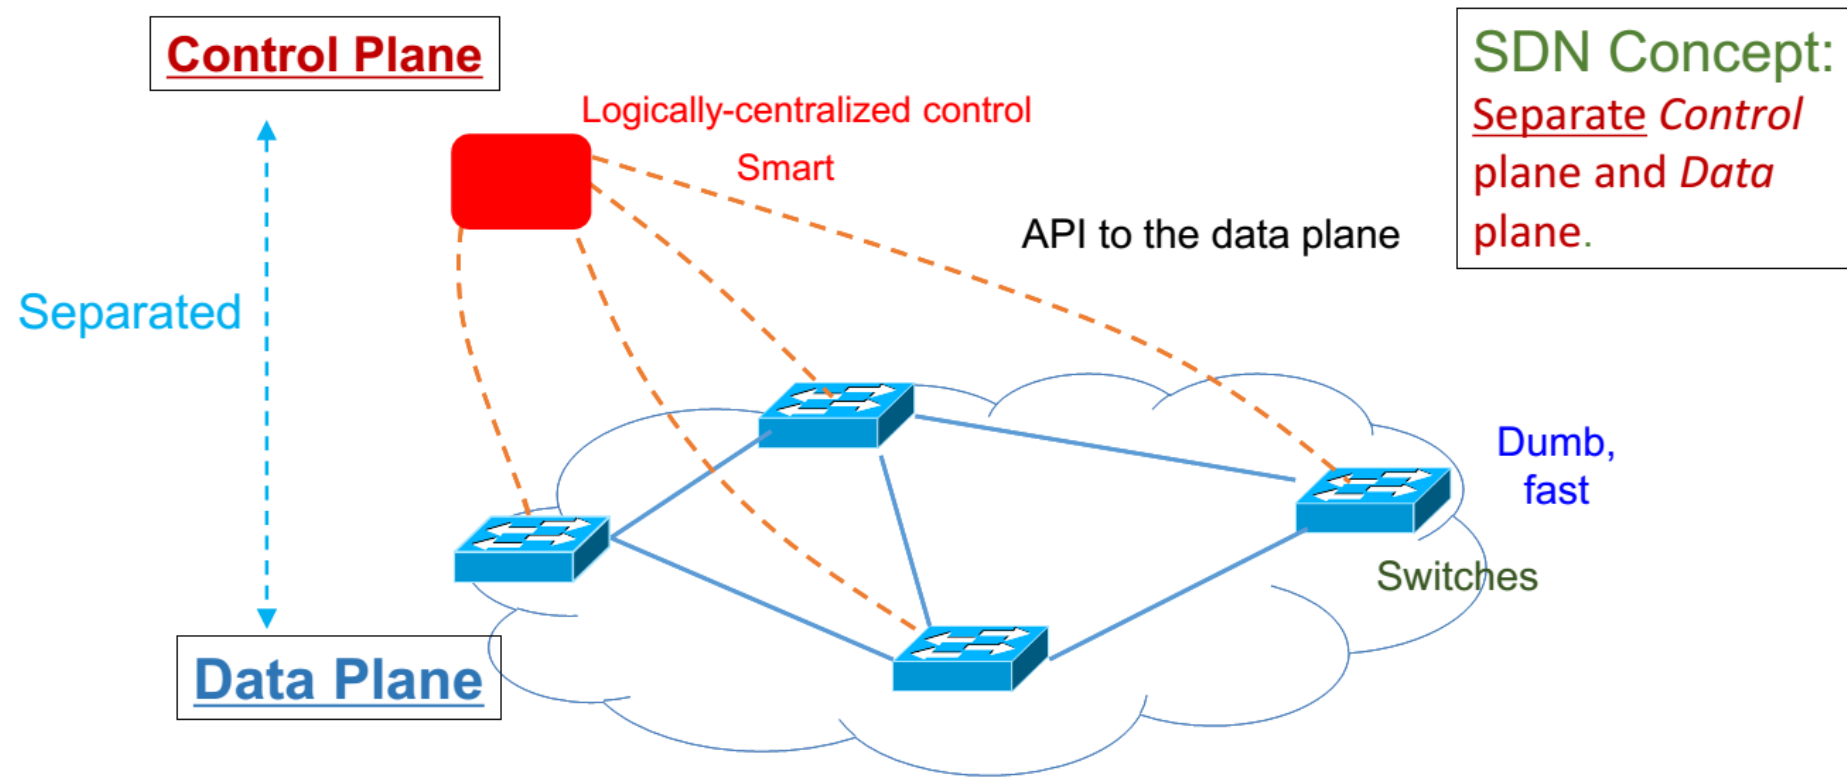 Control Plane
Logically-centralized control
Smart
API to the data plane
SDN Concept:
Separate Control
plane and Data
plane.
Separated
Dumb,
fast
Switches
Data Plane